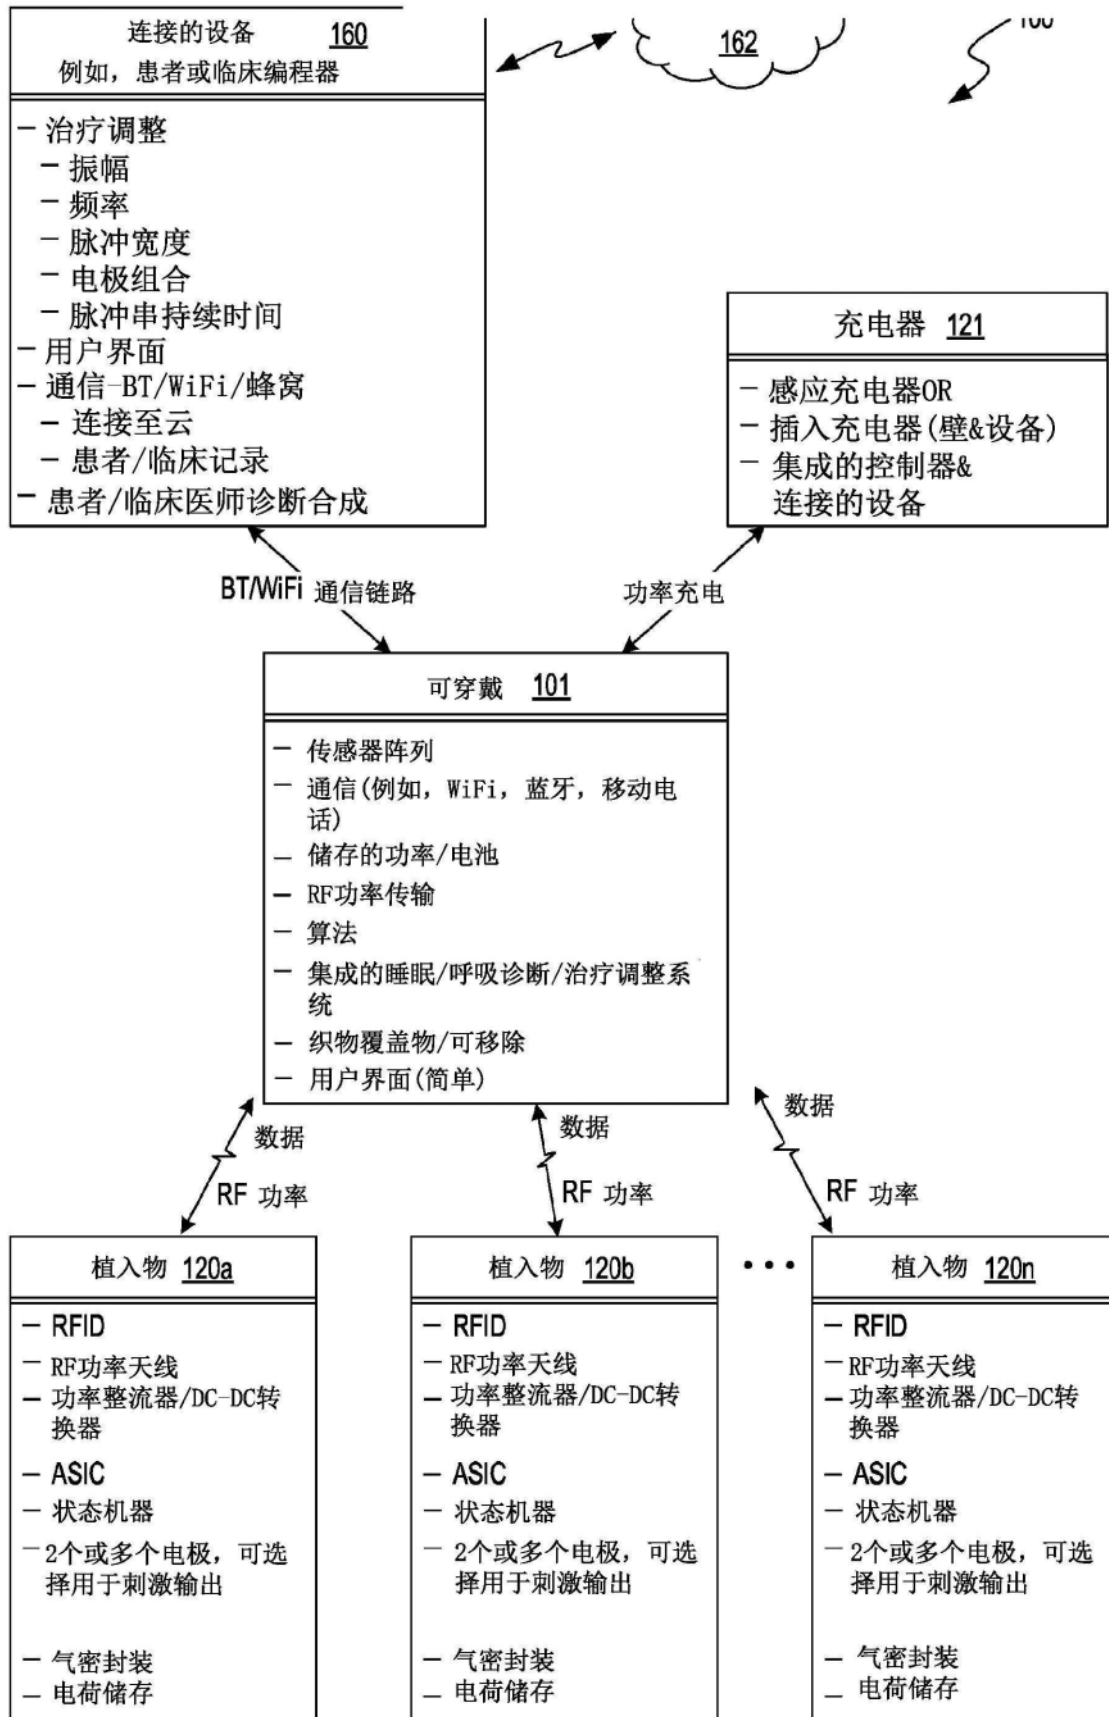 连接的设备 160
例如，患者或临床编程器
— 治疗调整
— 振幅
— 频率
— 脉冲宽度
— 电极组合
— 脉冲串持续时间
— 用户界面
— 通信-BT/WiFi/蜂窝
— 连接至云
— 患者/临床记录
— 患者/临床医师诊断合成
162
充电器 121
— 感应充电器OR
— 插入充电器(壁&设备)
— 集成的控制器&
连接的设备
BT/WiFi 通信链路
功率充电
可穿戴 101
— 传感器阵列
— 通信(例如，WiFi，蓝牙，移动电
话)
— 储存的功率/电池
— RF功率传输
— 算法
— 集成的睡眠/呼吸诊断/治疗调整系
统
— 织物覆盖物/可移除
— 用户界面(简单)
数据
RF 功率
数据
RF 功率
数据
RF 功率
植入物 120a
— RFID
— RF功率天线
— 功率整流器/DC-DC转
换器
— ASIC
— 状态机器
— 2个或多个电极，可选
择用于刺激输出
— 气密封装
— 电荷储存
植入物 120b
— RFID
— RF功率天线
— 功率整流器/DC-DC转
换器
— ASIC
— 状态机器
— 2个或多个电极，可选
择用于刺激输出
— 气密封装
— 电荷储存
• • •
植入物 120n
— RFID
— RF功率天线
— 功率整流器/DC-DC转
换器
— ASIC
— 状态机器
— 2个或多个电极，可选
择用于刺激输出
— 气密封装
— 电荷储存